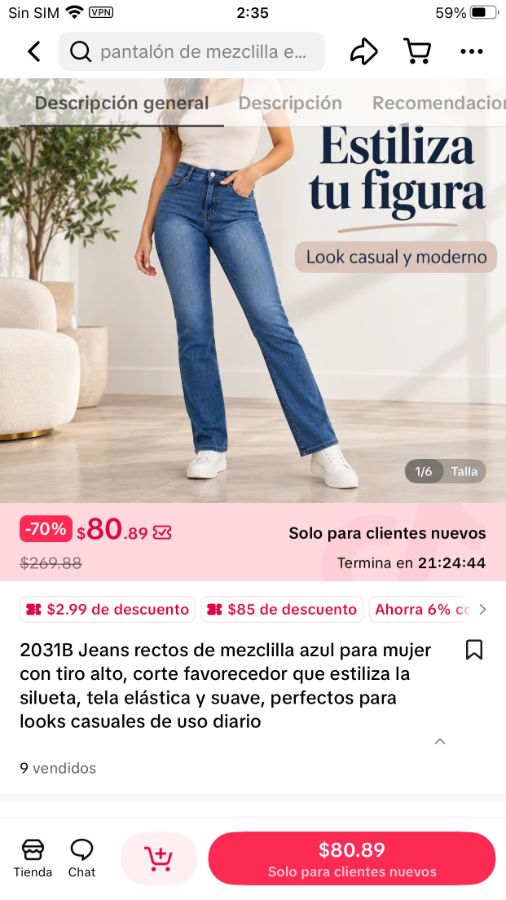 Sin SIM VPN 2:35 59%
pantalón de mezclilla e...
Descripción general Descripción Recomendacion
Estiliza
tu figura
Look casual y moderno
1/6 Talla
-70% $80.89 Solo para clientes nuevos
$269.88 Termina en 21:24:44
$2.99 de descuento $85 de descuento Ahorra 6% co
2031B Jeans rectos de mezclilla azul para mujer
con tiro alto, corte favorecedor que estiliza la
silueta, tela elástica y suave, perfectos para
looks casuales de uso diario
9 vendidos
Tienda Chat $80.89
Solo para clientes nuevos